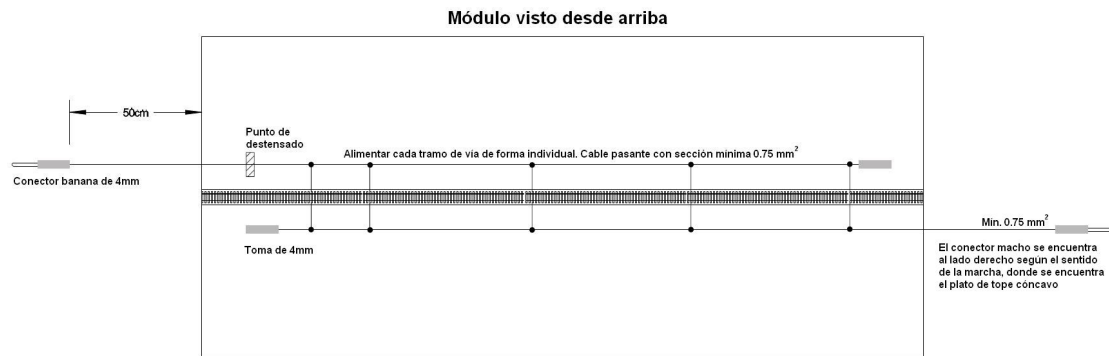 Módulo visto desde arriba
50cm
Punto de
destensado
Alimentar cada tramo de vía de forma individual. Cable pasante con sección mínima 0.75 mm²
Conector banana de 4mm
Toma de 4mm
Min. 0.75 mm²
El conector macho se encuentra
al lado derecho según el sentido
de la marcha, donde se encuentra
el plato de tope cóncavo